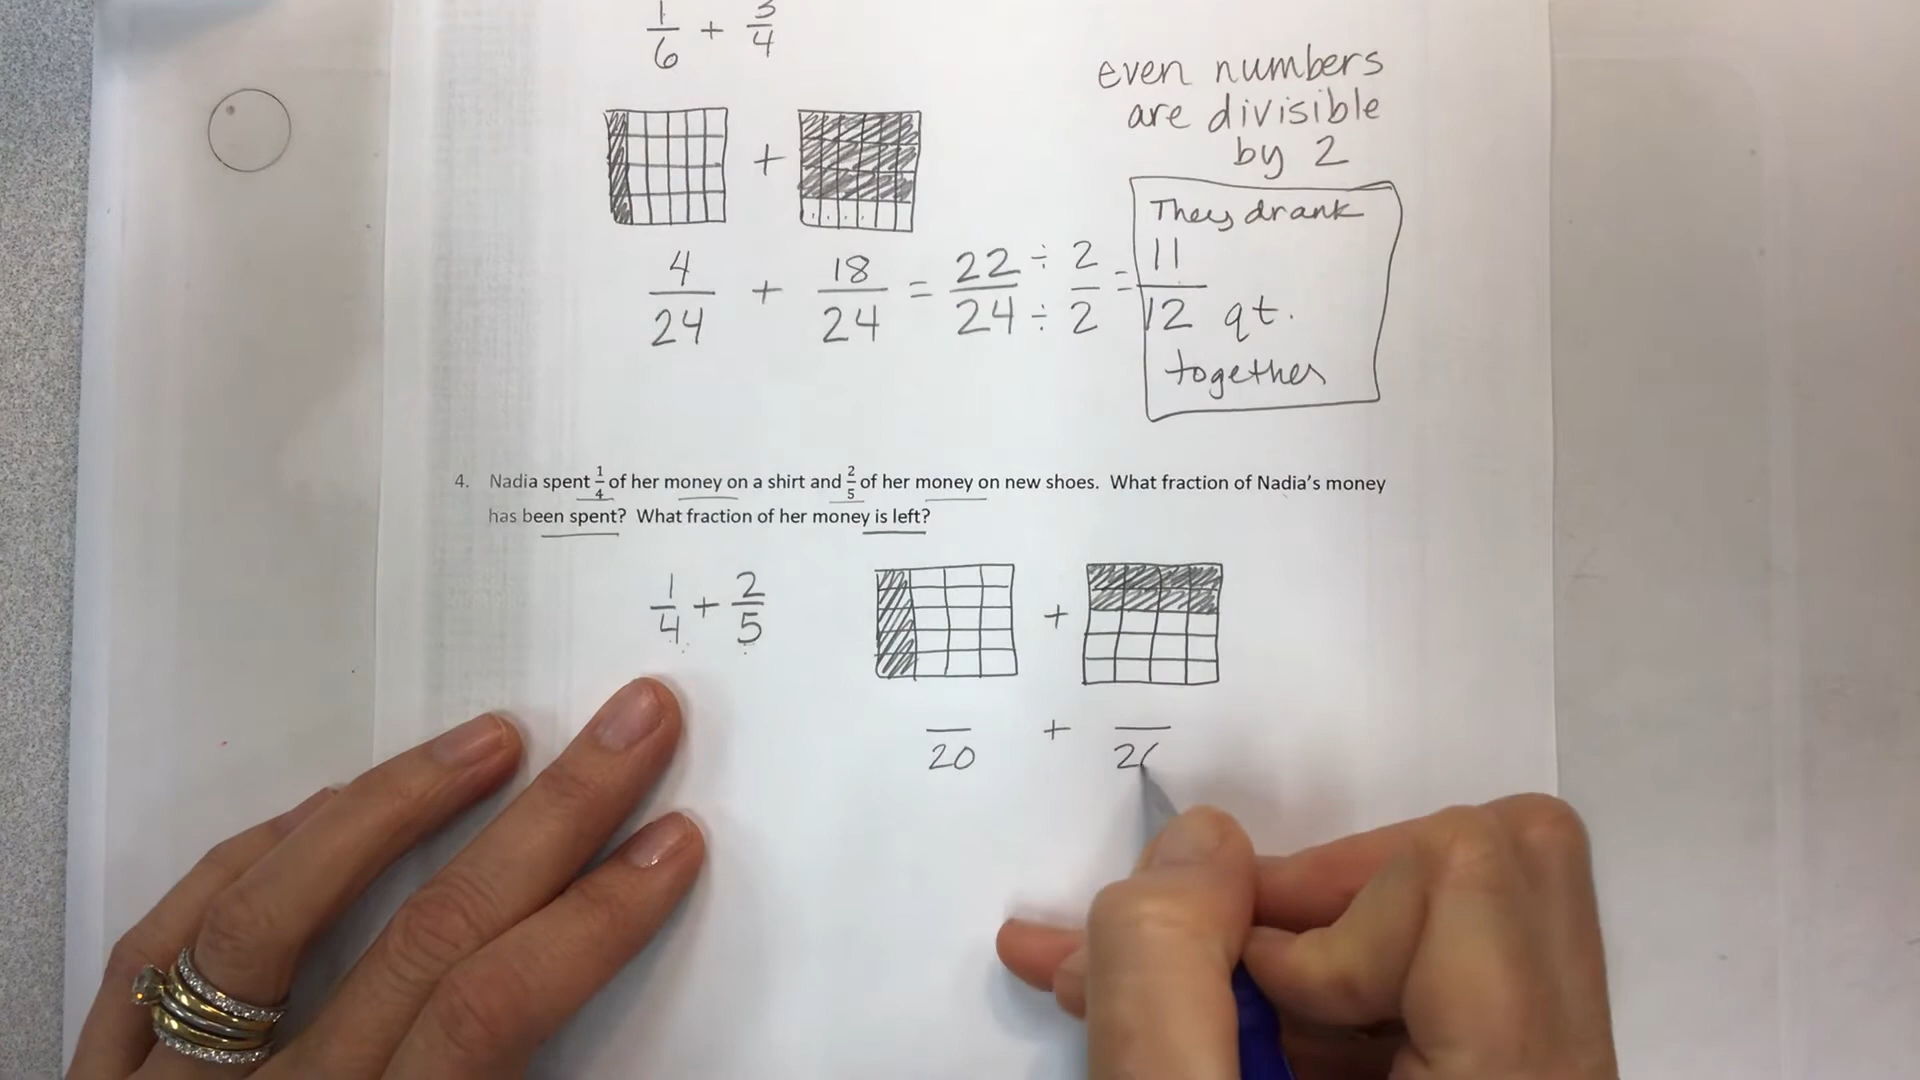 1/6 + 3/4
even numbers
are divisible
by 2
+
4/24 + 18/24 = 22/24 ÷ 2/÷ 2 = 11/12 qt.
They drank
together
4. Nadia spent 1/4 of her money on a shirt and 2/5 of her money on new shoes. What fraction of Nadia's money
has been spent? What fraction of her money is left?
1/4 + 2/5
+
/20 + /20